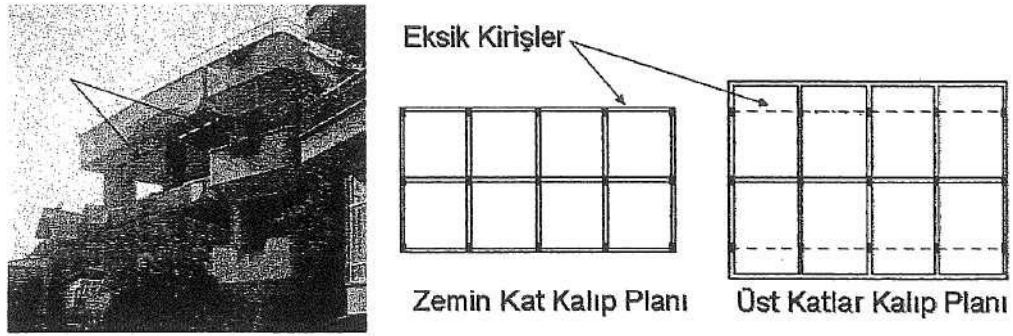 Eksik Kirişler
Zemin Kat Kalıp Planı
Üst Katlar Kalıp Planı